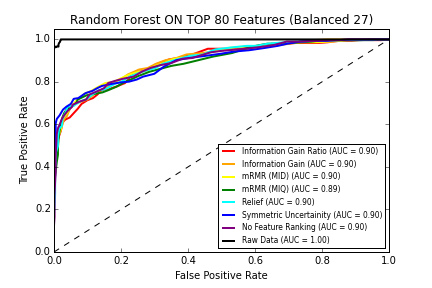 Random Forest ON TOP 80 Features (Balanced 27)
True Positive Rate
1.0
0.8
0.6
0.4
0.2
0.0
Information Gain Ratio (AUC = 0.90)
Information Gain (AUC = 0.90)
mRMR (MID) (AUC = 0.90)
mRMR (MIQ) (AUC = 0.89)
Relief (AUC = 0.90)
Symmetric Uncertainity (AUC = 0.90)
No Feature Ranking (AUC = 0.90)
Raw Data (AUC = 1.00)
0.0 0.2 0.4 0.6 0.8 1.0
False Positive Rate